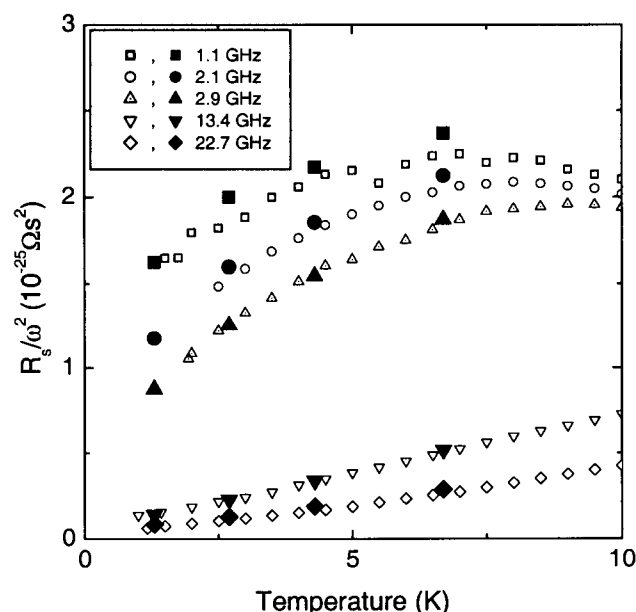 3
2
1
0
R_s/ω² (10⁻²⁵Ωs²)
, 1.1 GHz
, 2.1 GHz
, 2.9 GHz
, 13.4 GHz
, 22.7 GHz
0 5 10
Temperature (K)